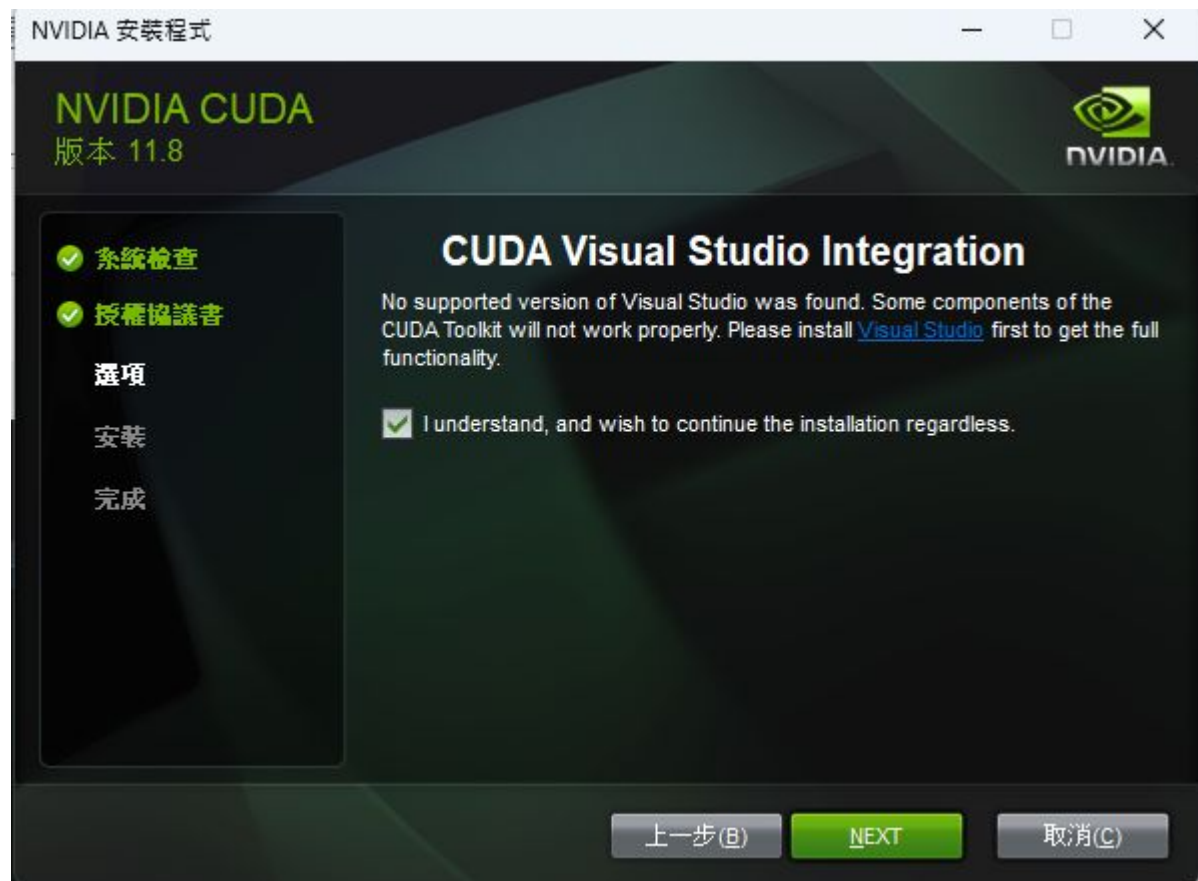 NVIDIA 安裝程式
NVIDIA CUDA
版本 11.8
NVIDIA.
系統檢查
授權協議書
選項
安裝
完成
CUDA Visual Studio Integration
No supported version of Visual Studio was found. Some components of the
CUDA Toolkit will not work properly. Please install Visual Studio first to get the full
functionality.
I understand, and wish to continue the installation regardless.
上一步(B)
NEXT
取消(C)